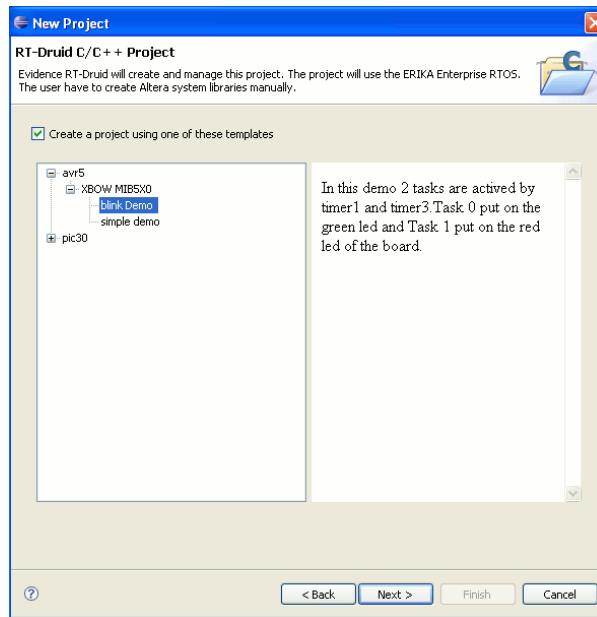 New Project
RT-Druid C/C++ Project
Evidence RT-Druid will create and manage this project. The project will use the ERIKA Enterprise RTOS.
The user have to create Altera system libraries manually.
C
Create a project using one of these templates
avr5
XBOW MIB5X0
blink Demo
simple demo
pic30
In this demo 2 tasks are actived by
timer1 and timer3.Task 0 put on the
green led and Task 1 put on the red
led of the board.
?
< Back
Next >
Finish
Cancel